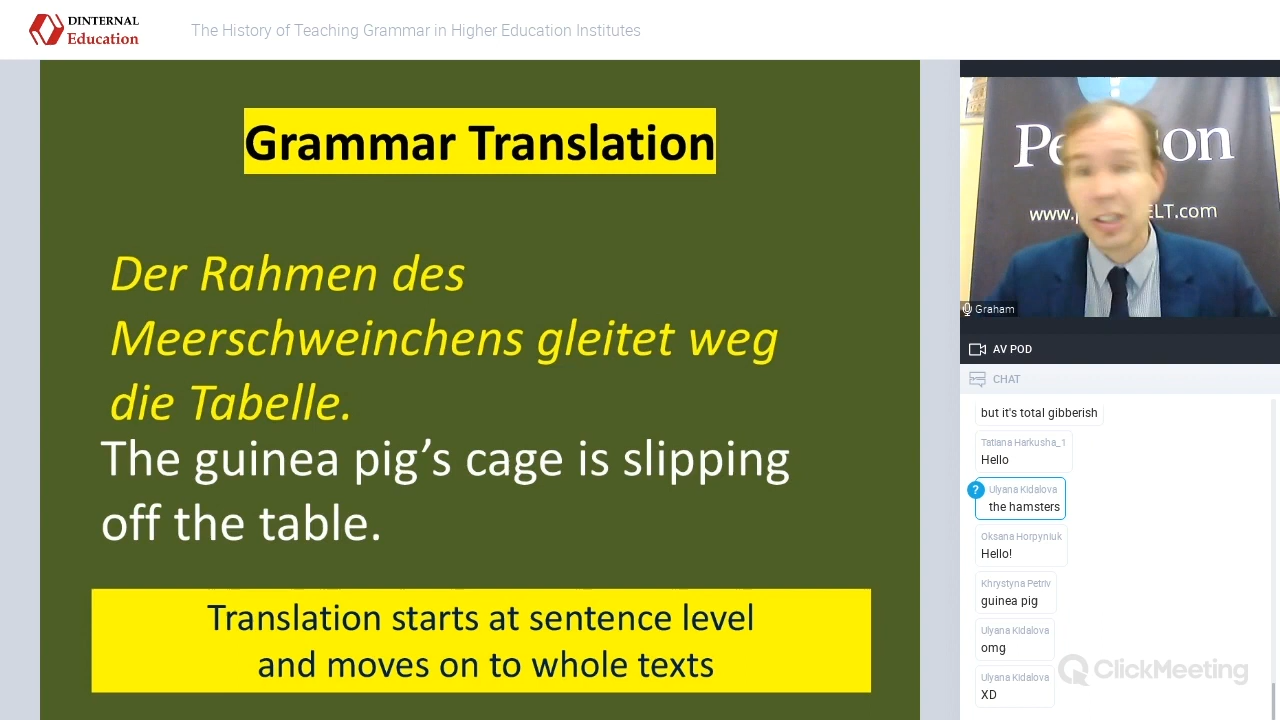 DINTERNAL
Education
The History of Teaching Grammar in Higher Education Institutes
Grammar Translation
Der Rahmen des
Meerschweinchens gleitet weg
die Tabelle.
The guinea pig’s cage is slipping
off the table.
Translation starts at sentence level
and moves on to whole texts
Graham
AV POD
CHAT
but it's total gibberish
Tatiana Harkusha_1
Hello
?
Ulyana Kidalova
the hamsters
Oksana Horpyniuk
Hello!
Khrystyna Petriv
guinea pig
Ulyana Kidalova
omg
Ulyana Kidalova
XD
ClickMeeting